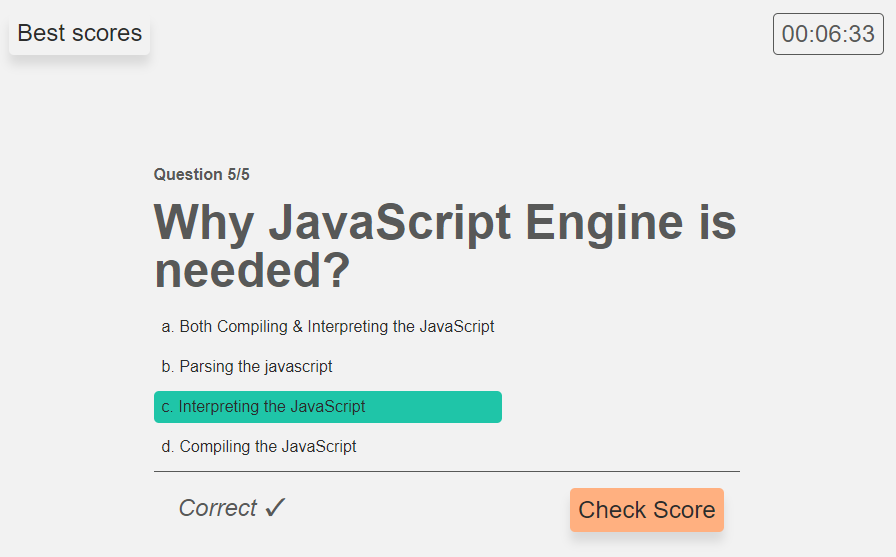 Best scores
00:06:33
Question 5/5
Why JavaScript Engine is
needed?
a. Both Compiling & Interpreting the JavaScript
b. Parsing the javascript
c. Interpreting the JavaScript
d. Compiling the JavaScript
Correct ✓
Check Score